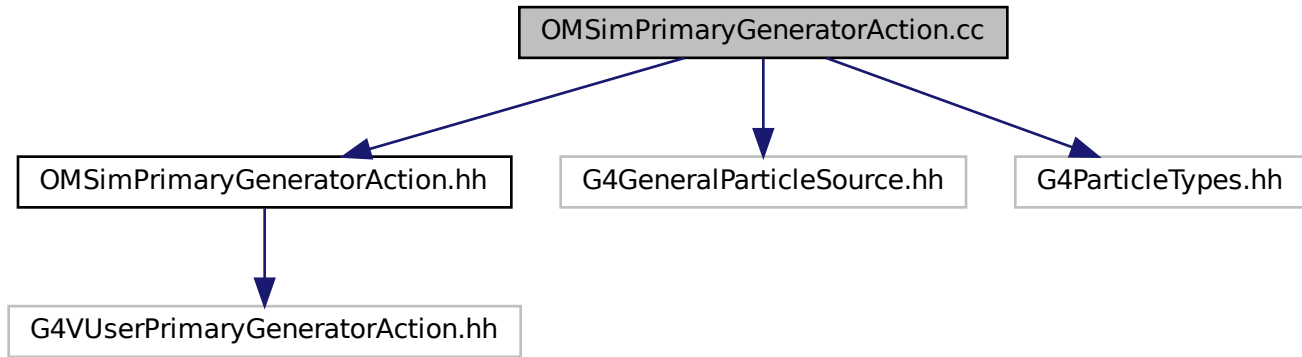 OMSimPrimaryGeneratorAction.cc
OMSimPrimaryGeneratorAction.hh
G4GeneralParticleSource.hh
G4ParticleTypes.hh
G4VUserPrimaryGeneratorAction.hh